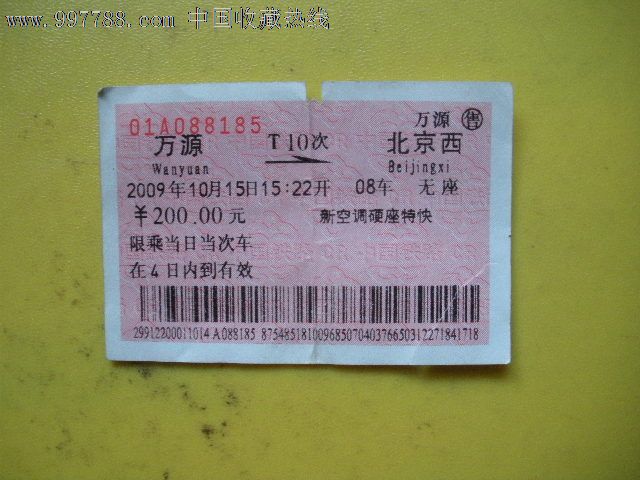 www.997788.com 中国收藏热线
01A088185
万源 售
万源 T10次 北京西
Wanyuan Beijingxi
2009年10月15日15:22开 08车 无座
¥200.00元 新空调硬座特快
限乘当日当次车
在4日内到有效
29912200011014 A088185 87548518100968507040376650312271841718